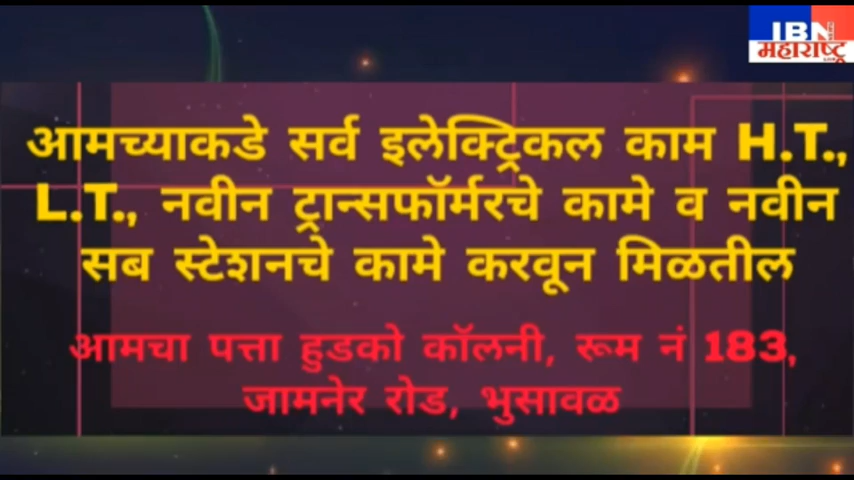 IBN
महाराष्ट्र
आमच्याकडे सर्व इलेक्ट्रिकल काम H.T.,
L.T., नवीन ट्रान्सफॉर्मरचे कामे व नवीन
सब स्टेशनचे कामे करवून मिळतील
आमचा पत्ता हुडको कॉलनी, रूम नं 183,
जामनेर रोड, भुसावळ